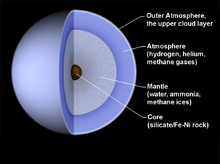 Outer Atmosphere,
the upper cloud layer
Atmosphere
(hydrogen, helium,
methane gases)
Mantle
(water, ammonia,
methane ices)
Core
(silicate/Fe-Ni rock)